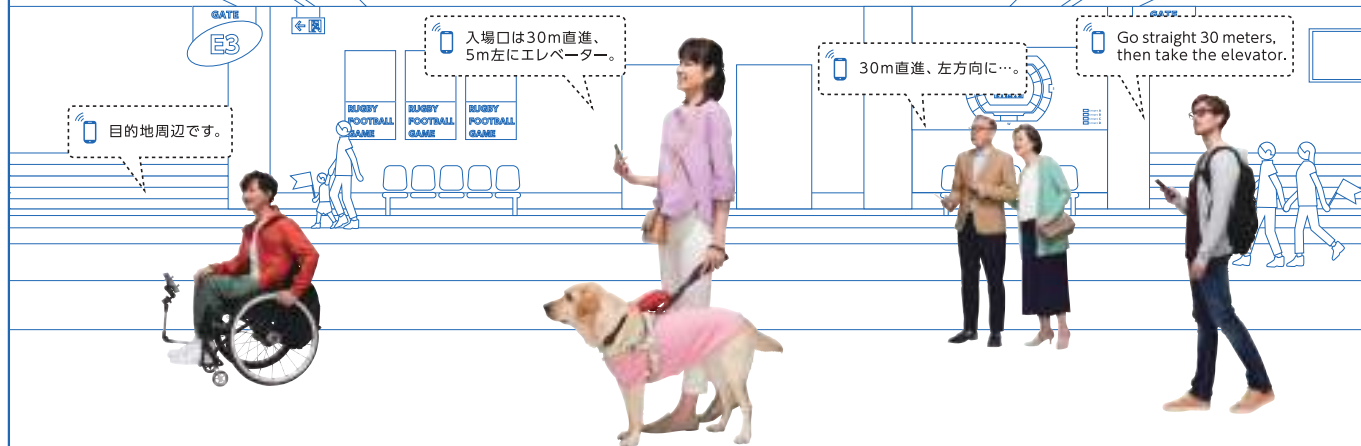 GATE
E3
目的地周辺です。
RUGBY
FOOTBALL
GAME
RUGBY
FOOTBALL
GAME
RUGBY
FOOTBALL
GAME
入場口は30m直進、
5m左にエレベーター。
30m直進、左方向に…。
GATE
Go straight 30 meters,
then take the elevator.